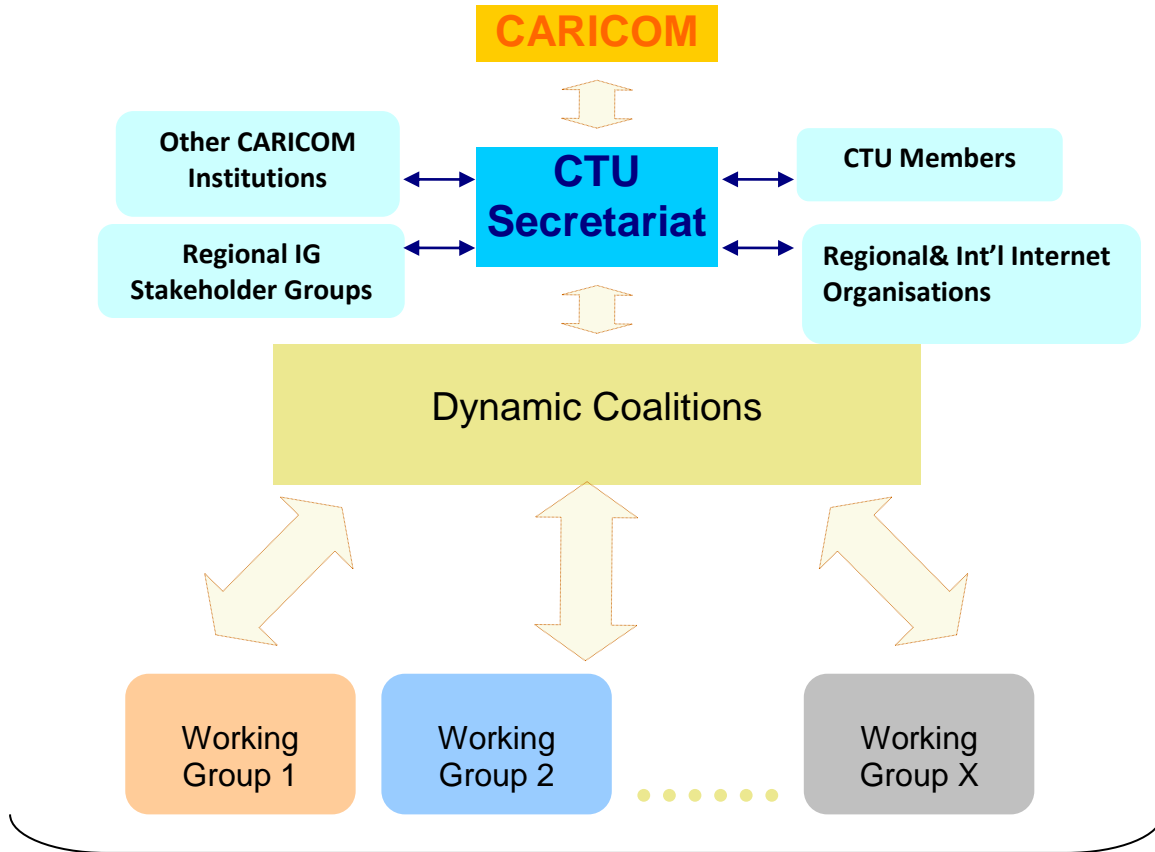 CARICOM
Other CARICOM
Institutions
CTU
Secretariat
CTU Members
Regional IG
Stakeholder Groups
Regional& Int’l Internet
Organisations
Dynamic Coalitions
Working
Group 1
Working
Group 2
......
Working
Group X